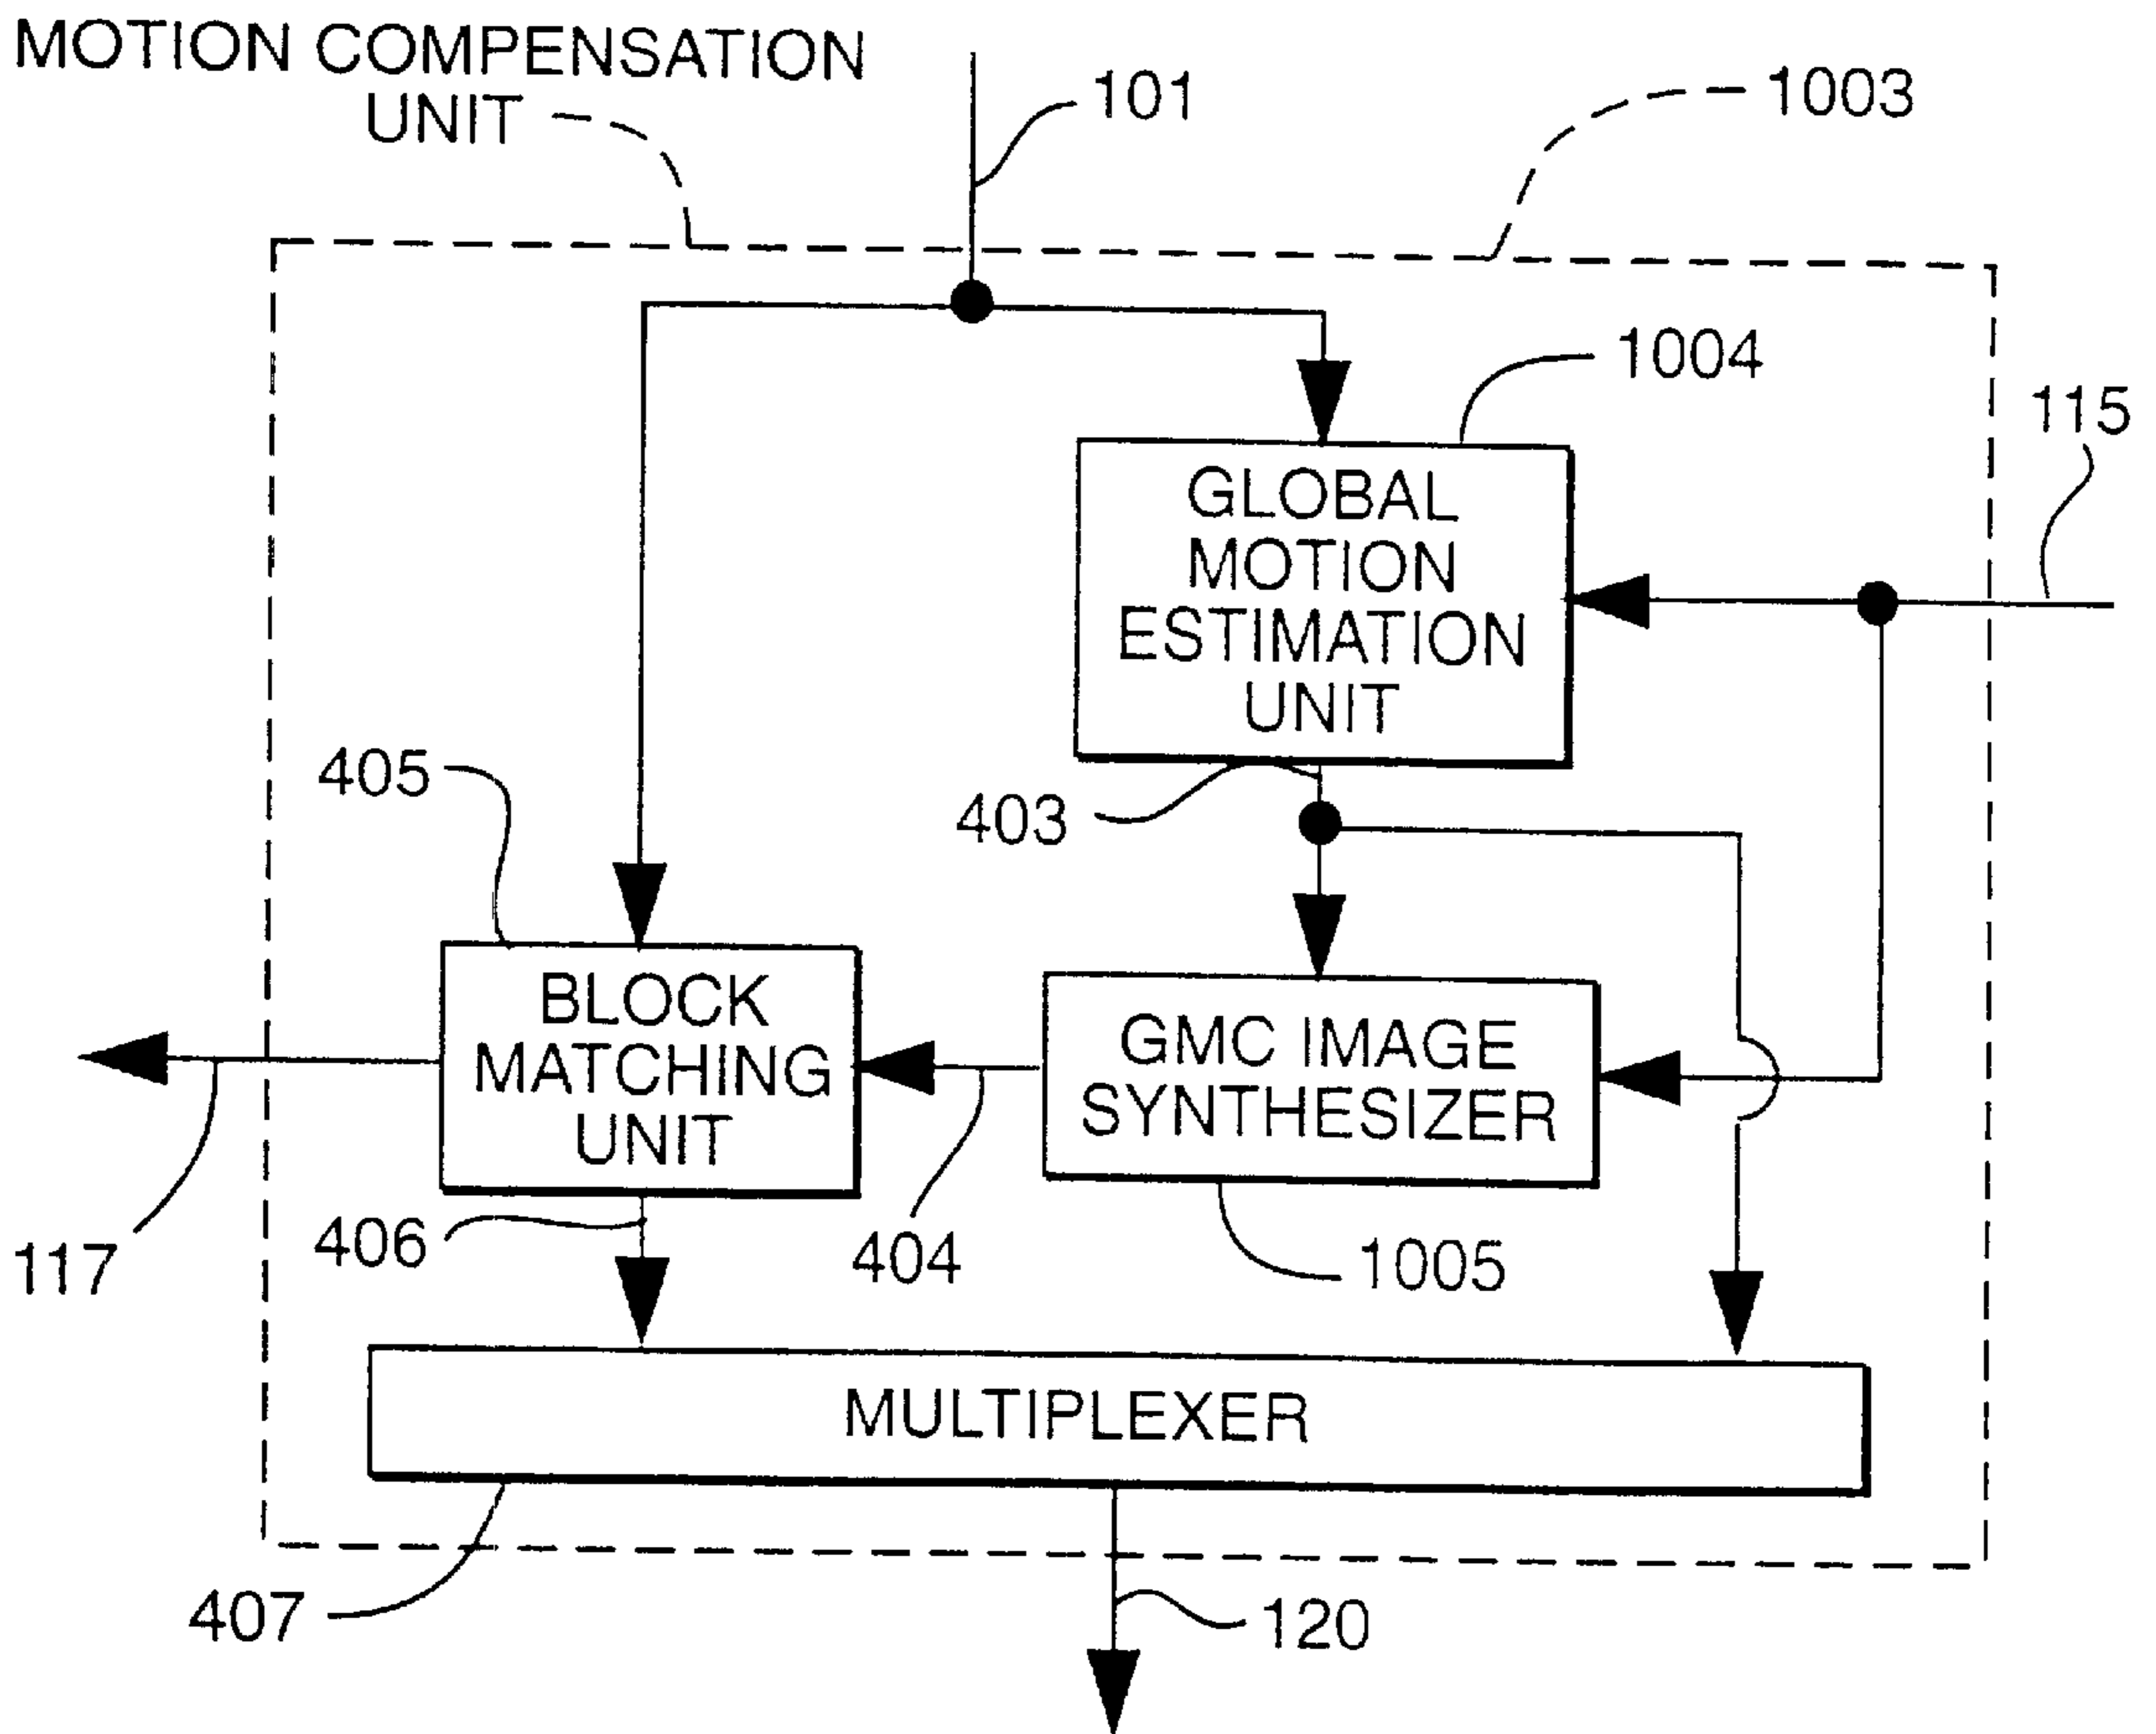 MOTION COMPENSATION
UNIT
101
1003
1004
115
GLOBAL
MOTION
ESTIMATION
UNIT
405
403
BLOCK
MATCHING
UNIT
GMC IMAGE
SYNTHESIZER
117
406
404
1005
MULTIPLEXER
407
120